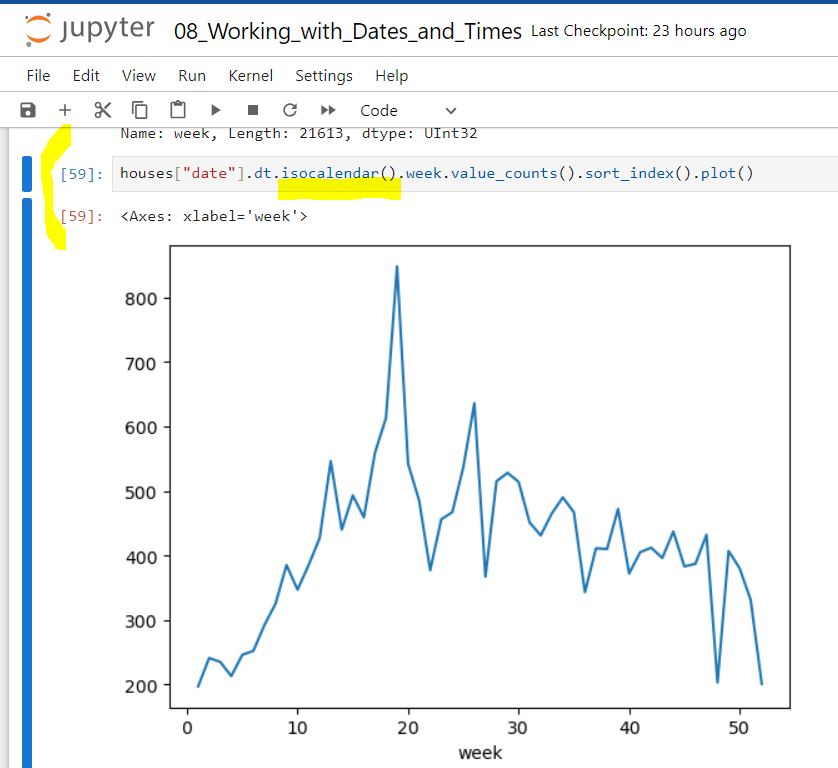 jupyter 08_Working_with_Dates_and_Times Last Checkpoint: 23 hours ago
File Edit View Run Kernel Settings Help
Code
Name: week, Length: 21613, dtype: UInt32
[59]: houses["date"].dt.isocalendar().week.value_counts().sort_index().plot()
[59]: <Axes: xlabel='week'>
800
700
600
500
400
300
200
0 10 20 30 40 50
week